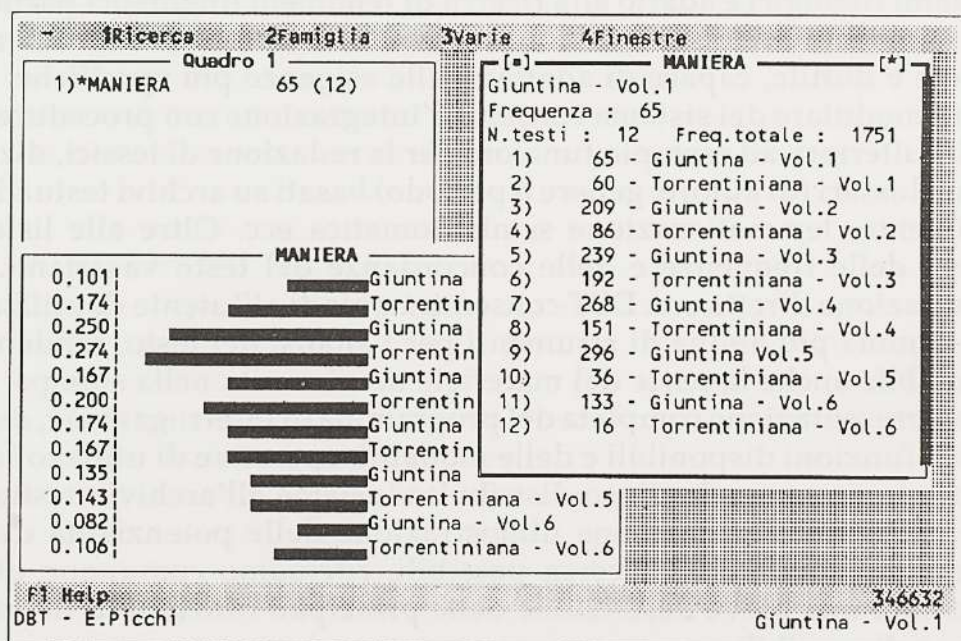 - 1Ricerca 2Famiglia 3Varie 4Finestre
Quadro 1
1)*MANIERA 65 (12)
[▪] MANIERA [*]
Giuntina - Vol.1
Frequenza : 65
N.testi : 12 Freq.totale : 1751
1) 65 - Giuntina - Vol.1
2) 60 - Torrentiniana - Vol.1
3) 209 - Giuntina - Vol.2
4) 86 - Torrentiniana - Vol.2
5) 239 - Giuntina - Vol.3
6) 192 - Torrentiniana - Vol.3
7) 268 - Giuntina - Vol.4
8) 151 - Torrentiniana - Vol.4
9) 296 - Giuntina Vol.5
10) 36 - Torrentiniana - Vol.5
11) 133 - Giuntina - Vol.6
12) 16 - Torrentiniana - Vol.6
MANIERA
0.101 Giuntina
0.174 Torrentin
0.250 Giuntina
0.274 Torrentin
0.167 Giuntina
0.200 Torrentin
0.174 Giuntina
0.167 Torrentin
0.135 Giuntina
0.143 Torrentiniana - Vol.5
0.082 Giuntina - Vol.6
0.106 Torrentiniana - Vol.6
F1 Help 346632
DBT - E.Picchi Giuntina - Vol.1